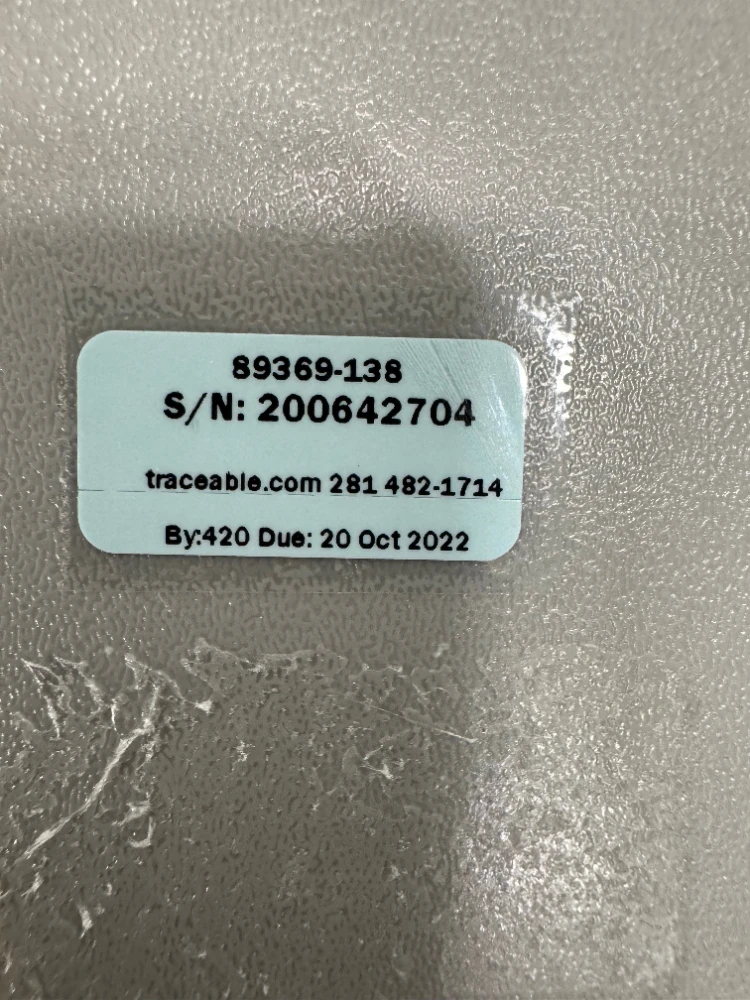 89369-138
S/N: 200642704
traceable.com 281 482-1714
By:420 Due: 20 Oct 2022